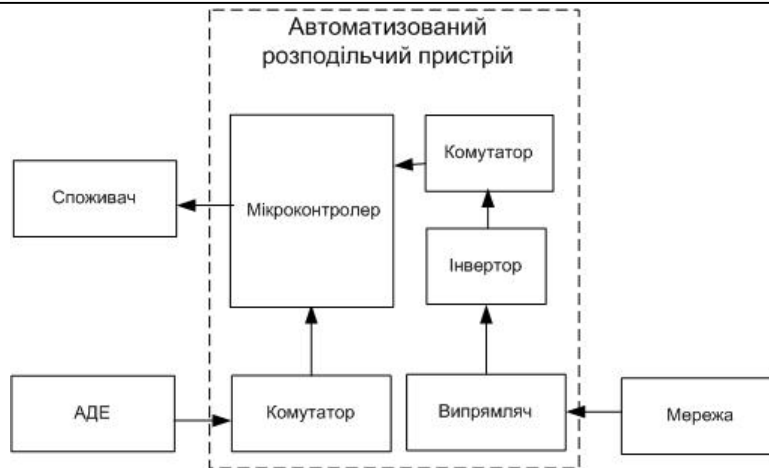 Автоматизований
розподільчий пристрій
Комутатор
Споживач
Мікроконтролер
Інвертор
АДЕ
Комутатор
Випрямляч
Мережа